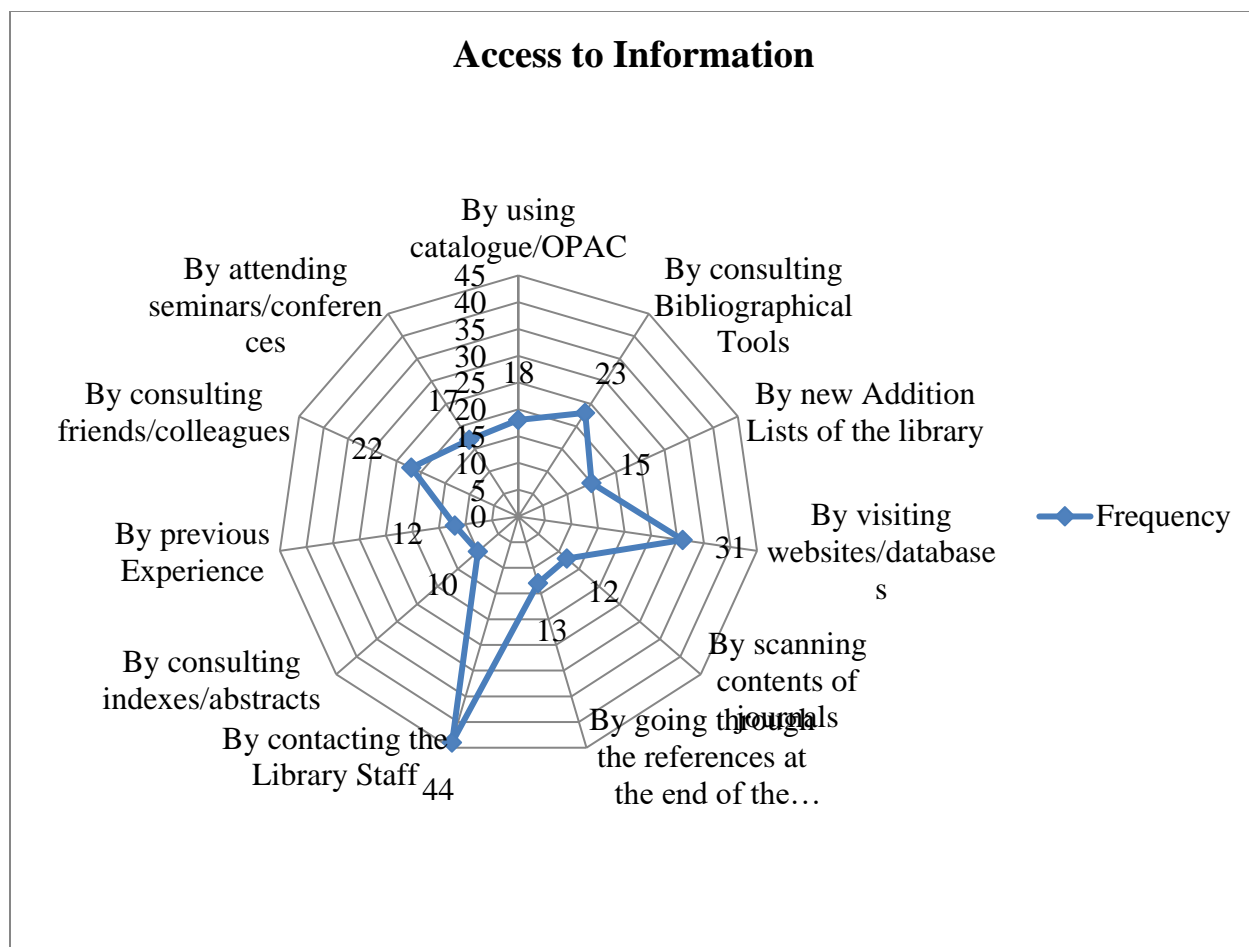 Access to Information
By using
catalogue/OPAC
By consulting
Bibliographical
Tools
By new Addition
Lists of the library
By visiting
websites/database
s
By scanning
contents of
journals
By going through
the references at
the end of the…
By contacting the
Library Staff
By consulting
indexes/abstracts
By previous
Experience
By consulting
friends/colleagues
By attending
seminars/conferen
ces
45
40
35
30
25
20
15
10
5
0
18
23
15
31
12
13
44
10
12
22
17
Frequency